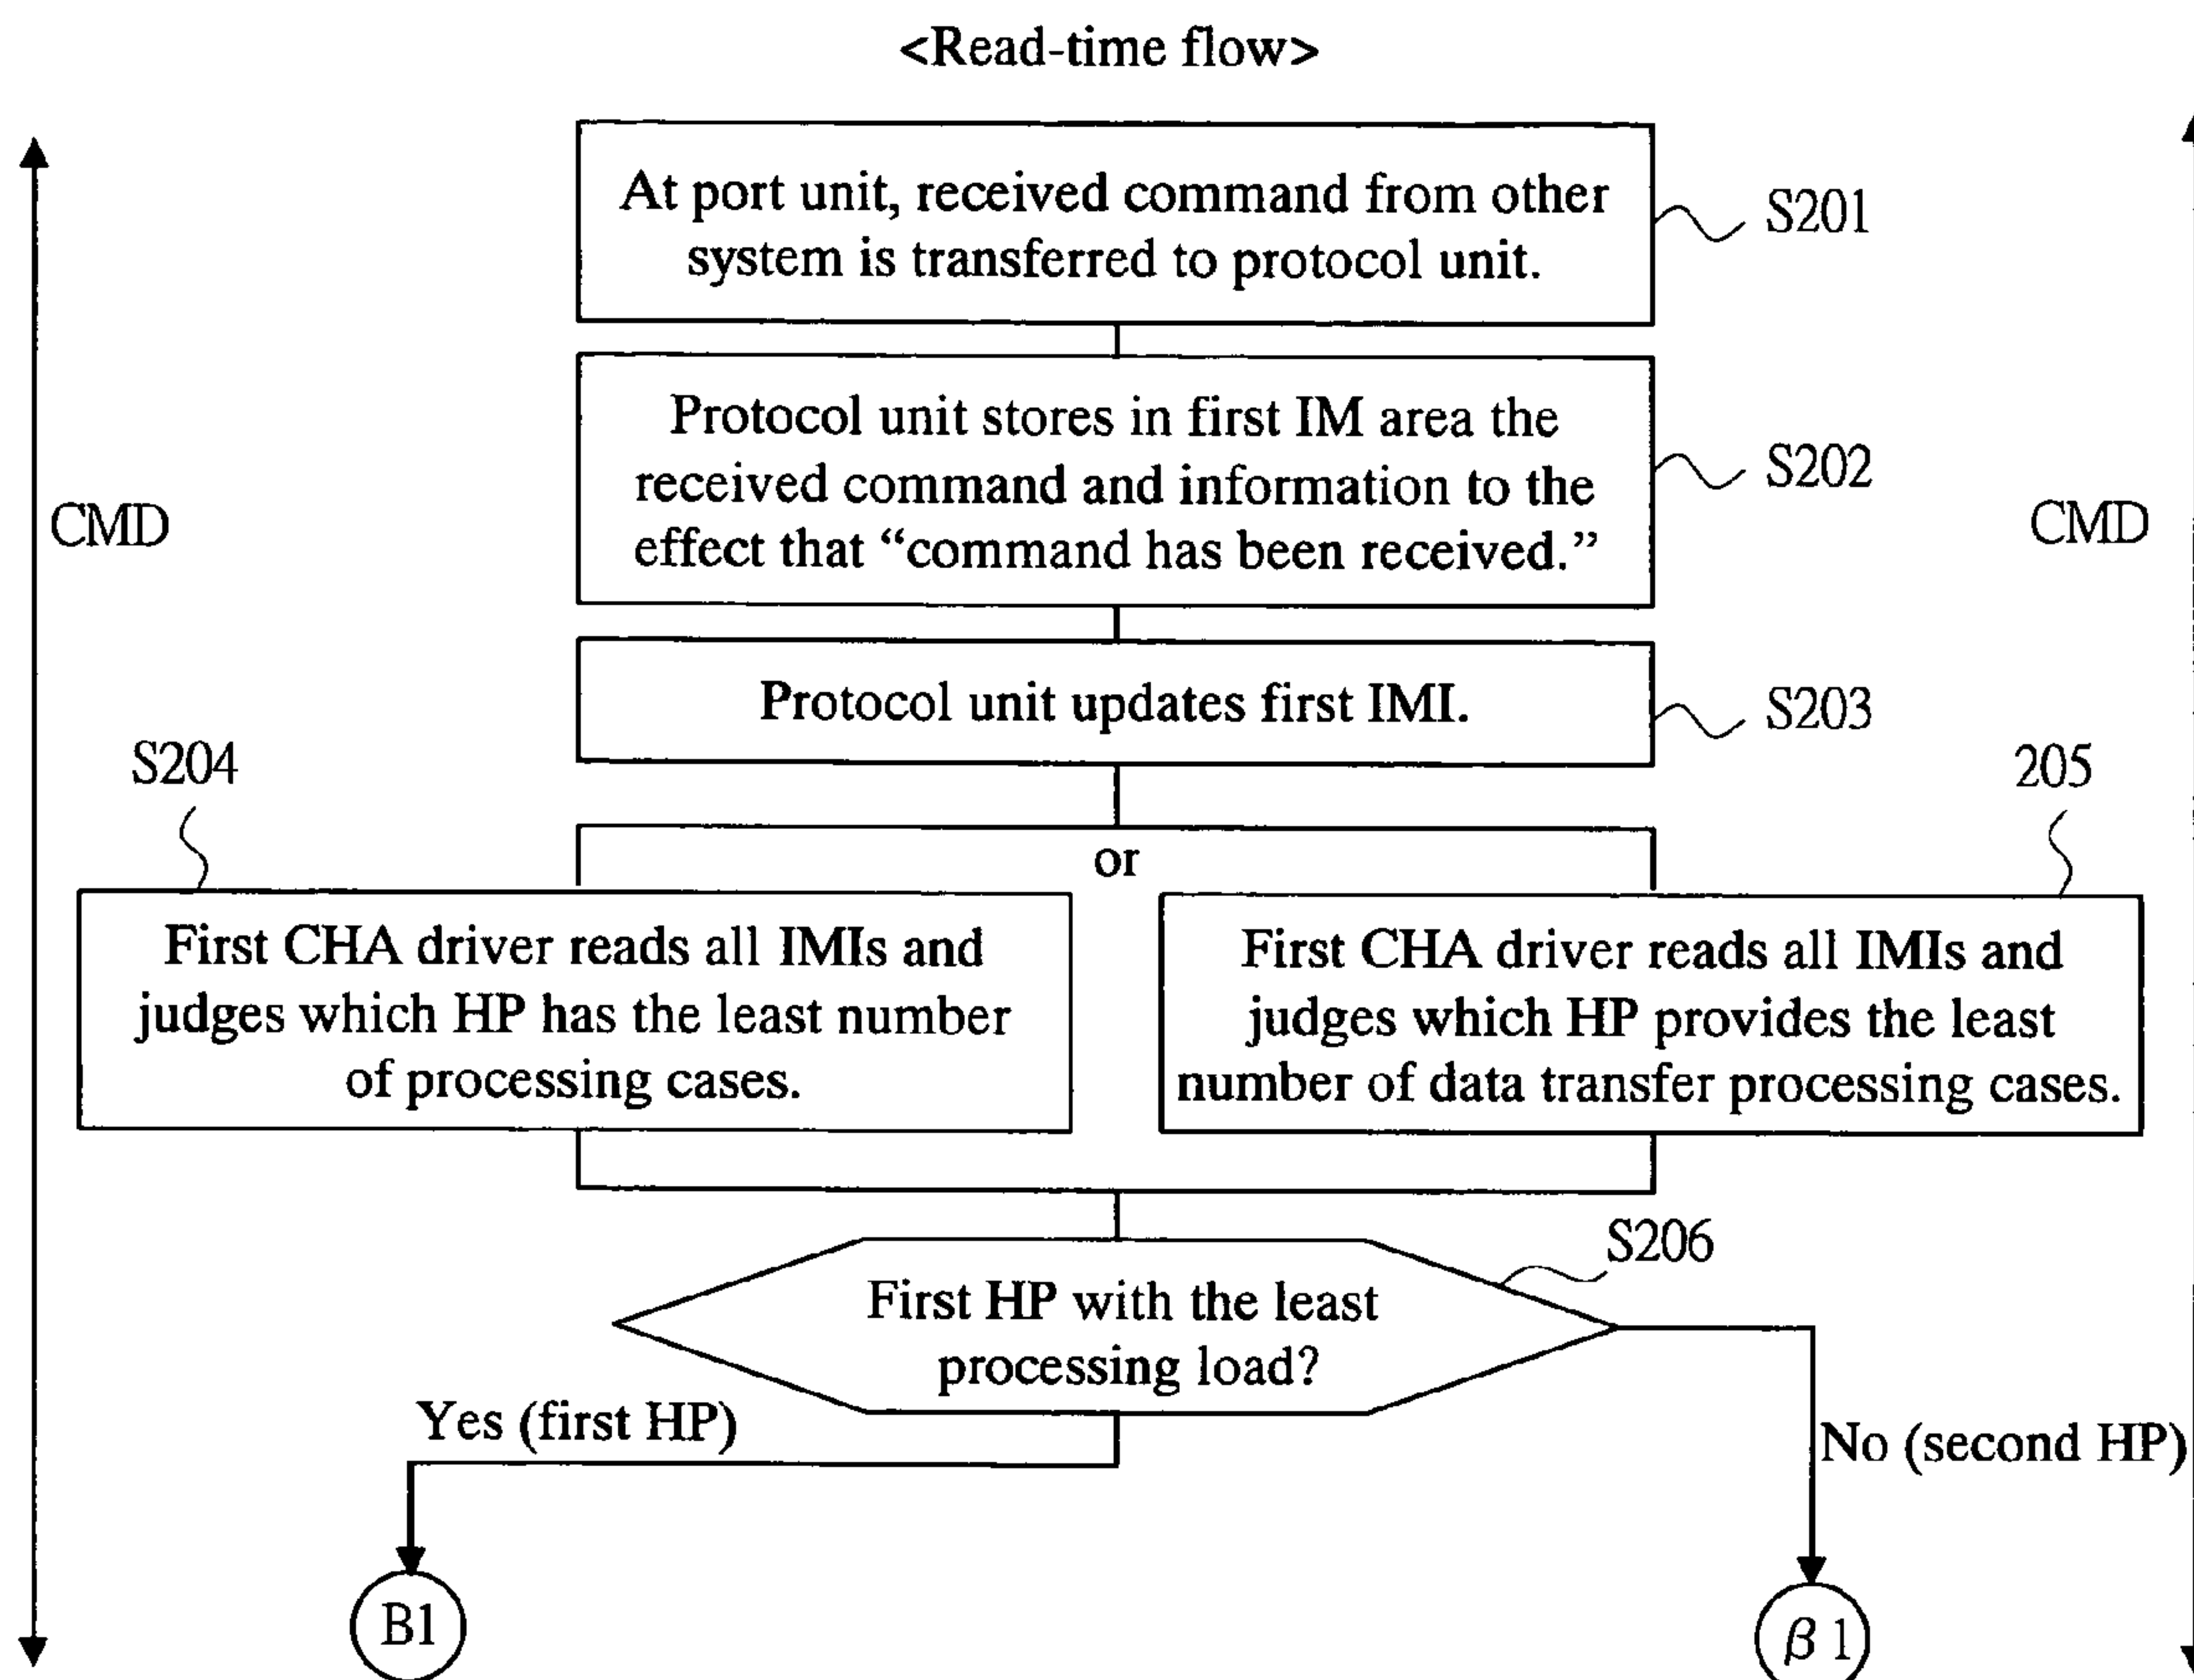 <Read-time flow>
At port unit, received command from other
system is transferred to protocol unit.
S201
Protocol unit stores in first IM area the
received command and information to the
effect that “command has been received.”
S202
CMD
CMD
Protocol unit updates first IMI.
S203
S204
205
or
First CHA driver reads all IMIs and
judges which HP has the least number
of processing cases.
First CHA driver reads all IMIs and
judges which HP provides the least
number of data transfer processing cases.
S206
First HP with the least
processing load?
Yes (first HP)
No (second HP)
B1
β 1